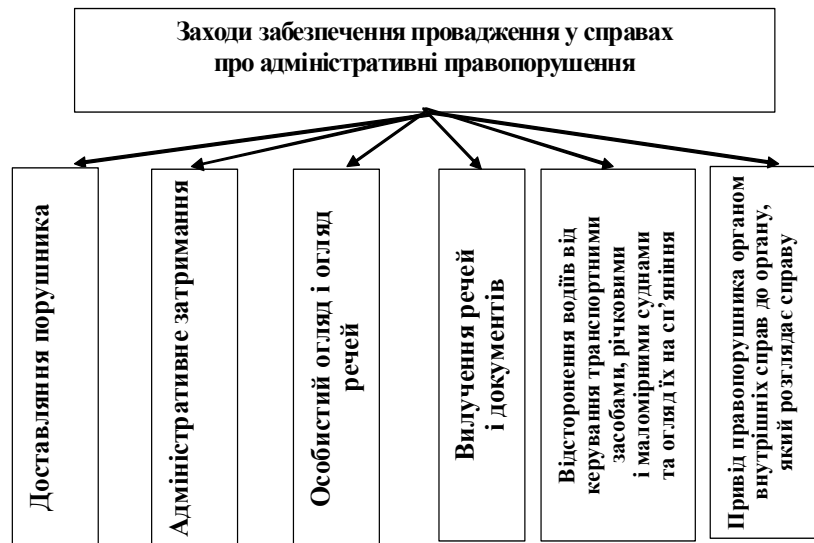 Заходи забезпечення провадження у справах
про адміністративні правопорушення
Доставляння порушника
Адміністративне затримання
Особистий огляд і огляд
речей
Вилучення речей
і документів
Відсторонення водіїв від
керування транспортними
засобами, річковими
і маломірними суднами
та огляд їх на сп’яніння
Привід правопорушника органом
внутрішніх справ до органу,
який розглядає справу